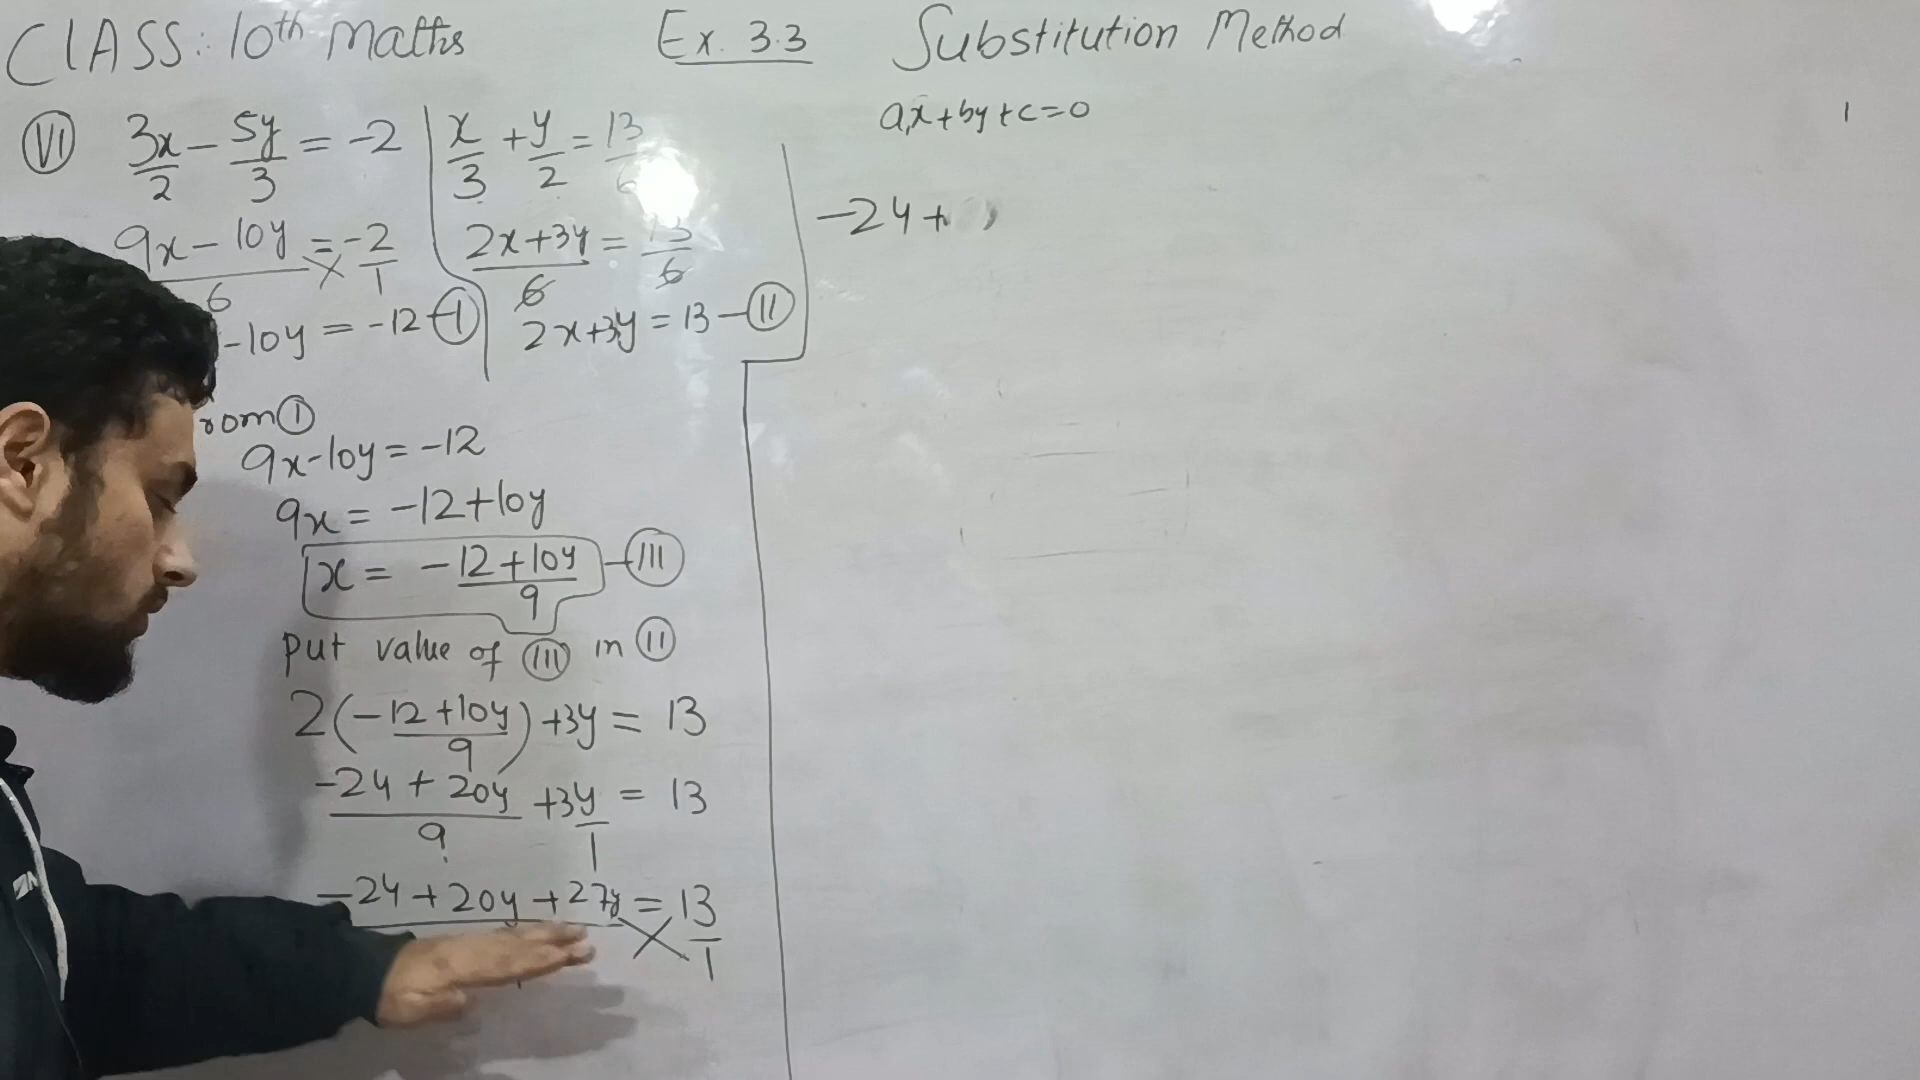 CLASS: 10th Maths Ex. 3.3 Substitution Method
ax+by+c=0
VI 3x/2 - 5y/3 = -2
9x-10y/6 = -2/1
-10y = -12 - I
x/3 + y/2 = 13/6
2x+3y/6 = 13/6
2x+3y = 13 - II
rom I
9x-10y = -12
9x = -12+10y
x = -12+10y/9 - III
put value of III in II
2(-12+10y/9)+3y = 13
-24+20y/9 +3y/1 = 13
-24+20y+27y = 13/1
-24+